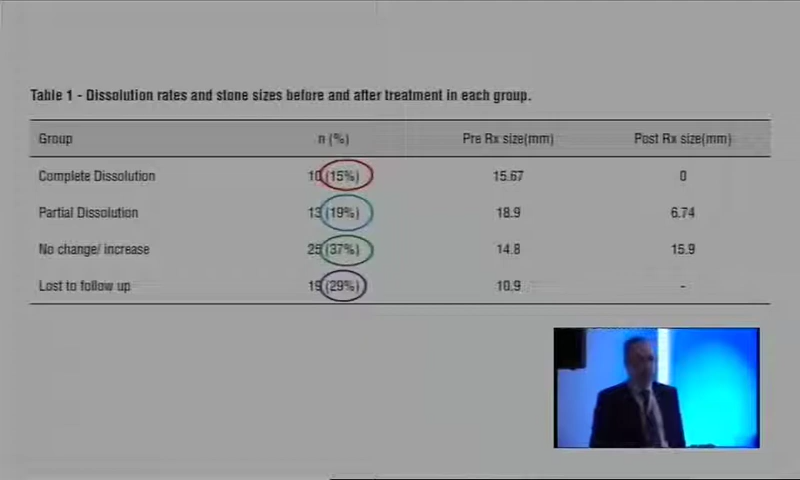 Table 1 - Dissolution rates and stone sizes before and after treatment in each group.
Group n (%) Pre Rx size(mm) Post Rx size(mm)
Complete Dissolution 10 (15%) 15.67 0
Partial Dissolution 13 (19%) 18.9 6.74
No change/ increase 25 (37%) 14.8 15.9
Lost to follow up 19 (29%) 10.9 -